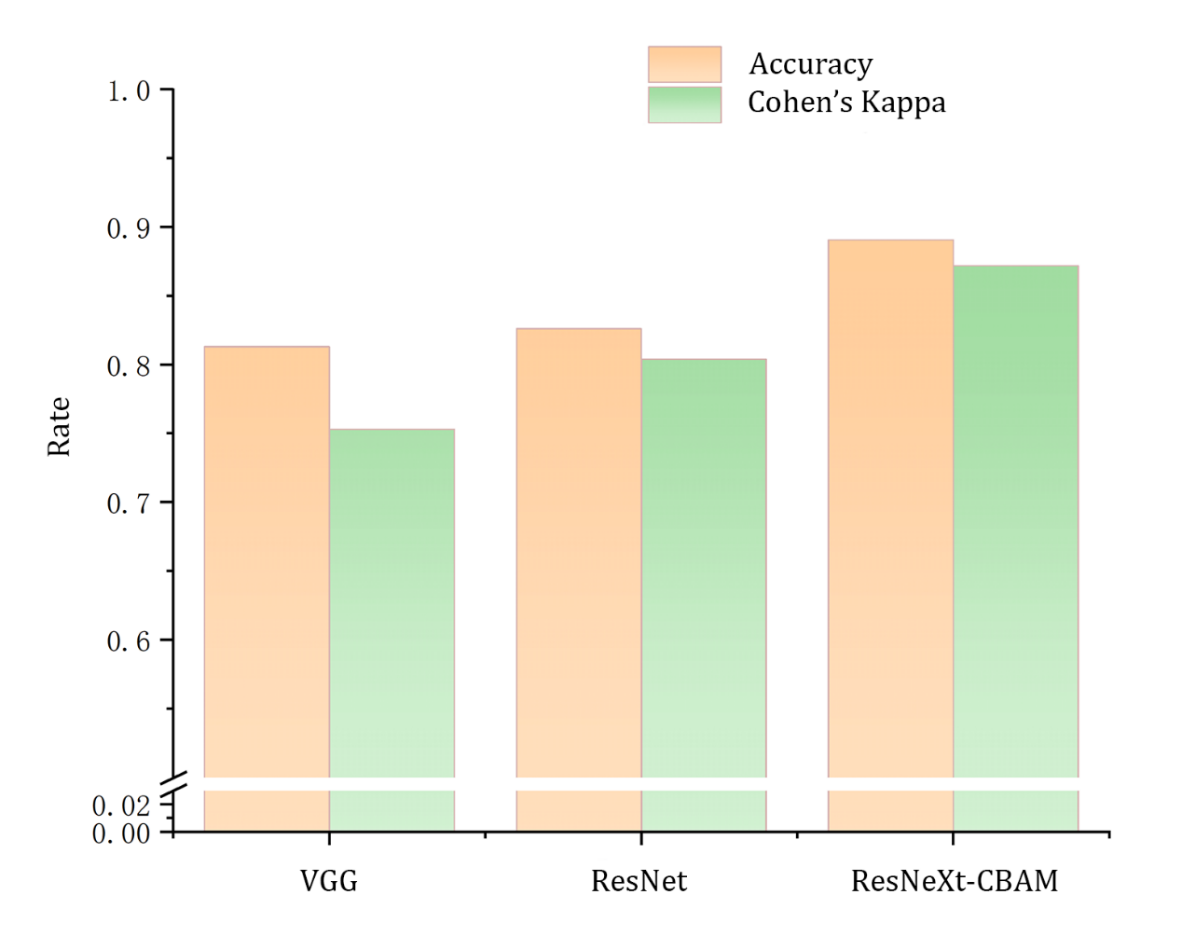 Accuracy
Cohen’s Kappa
1.0
0.9
0.8
0.7
0.6
0.02
0.00
Rate
VGG
ResNet
ResNeXt-CBAM